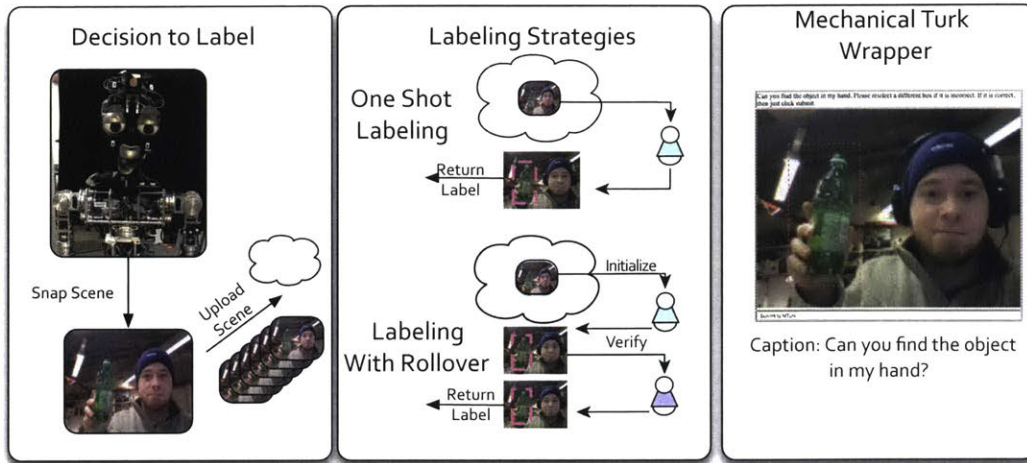 Decision to Label
Snap Scene
Upload
Scene
Labeling Strategies
One Shot
Labeling
Return
Label
Initialize
Labeling
With Rollover
Verify
Return
Label
Mechanical Turk
Wrapper
Can you find the object in my hand. Please reselect a different box if it is incorrect. If it is correct,
then just click submit.
Caption: Can you find the object
in my hand?